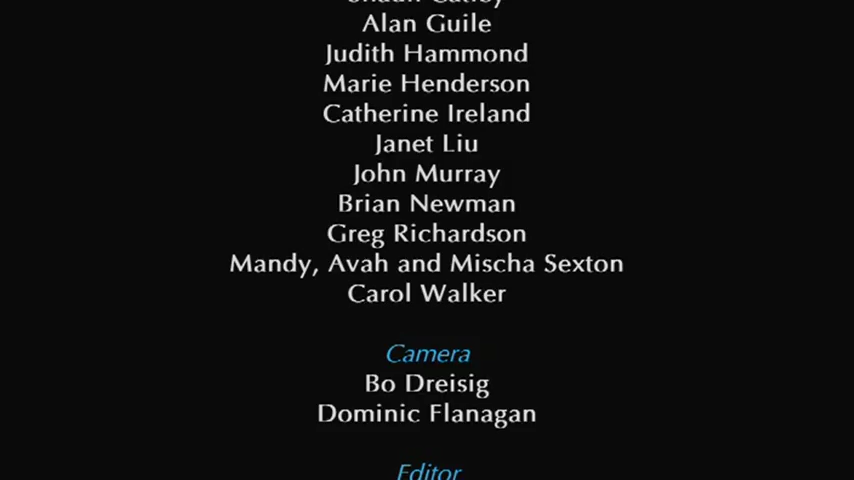 Alan Guile
Judith Hammond
Marie Henderson
Catherine Ireland
Janet Liu
John Murray
Brian Newman
Greg Richardson
Mandy, Avah and Mischa Sexton
Carol Walker
Camera
Bo Dreisig
Dominic Flanagan
Editor